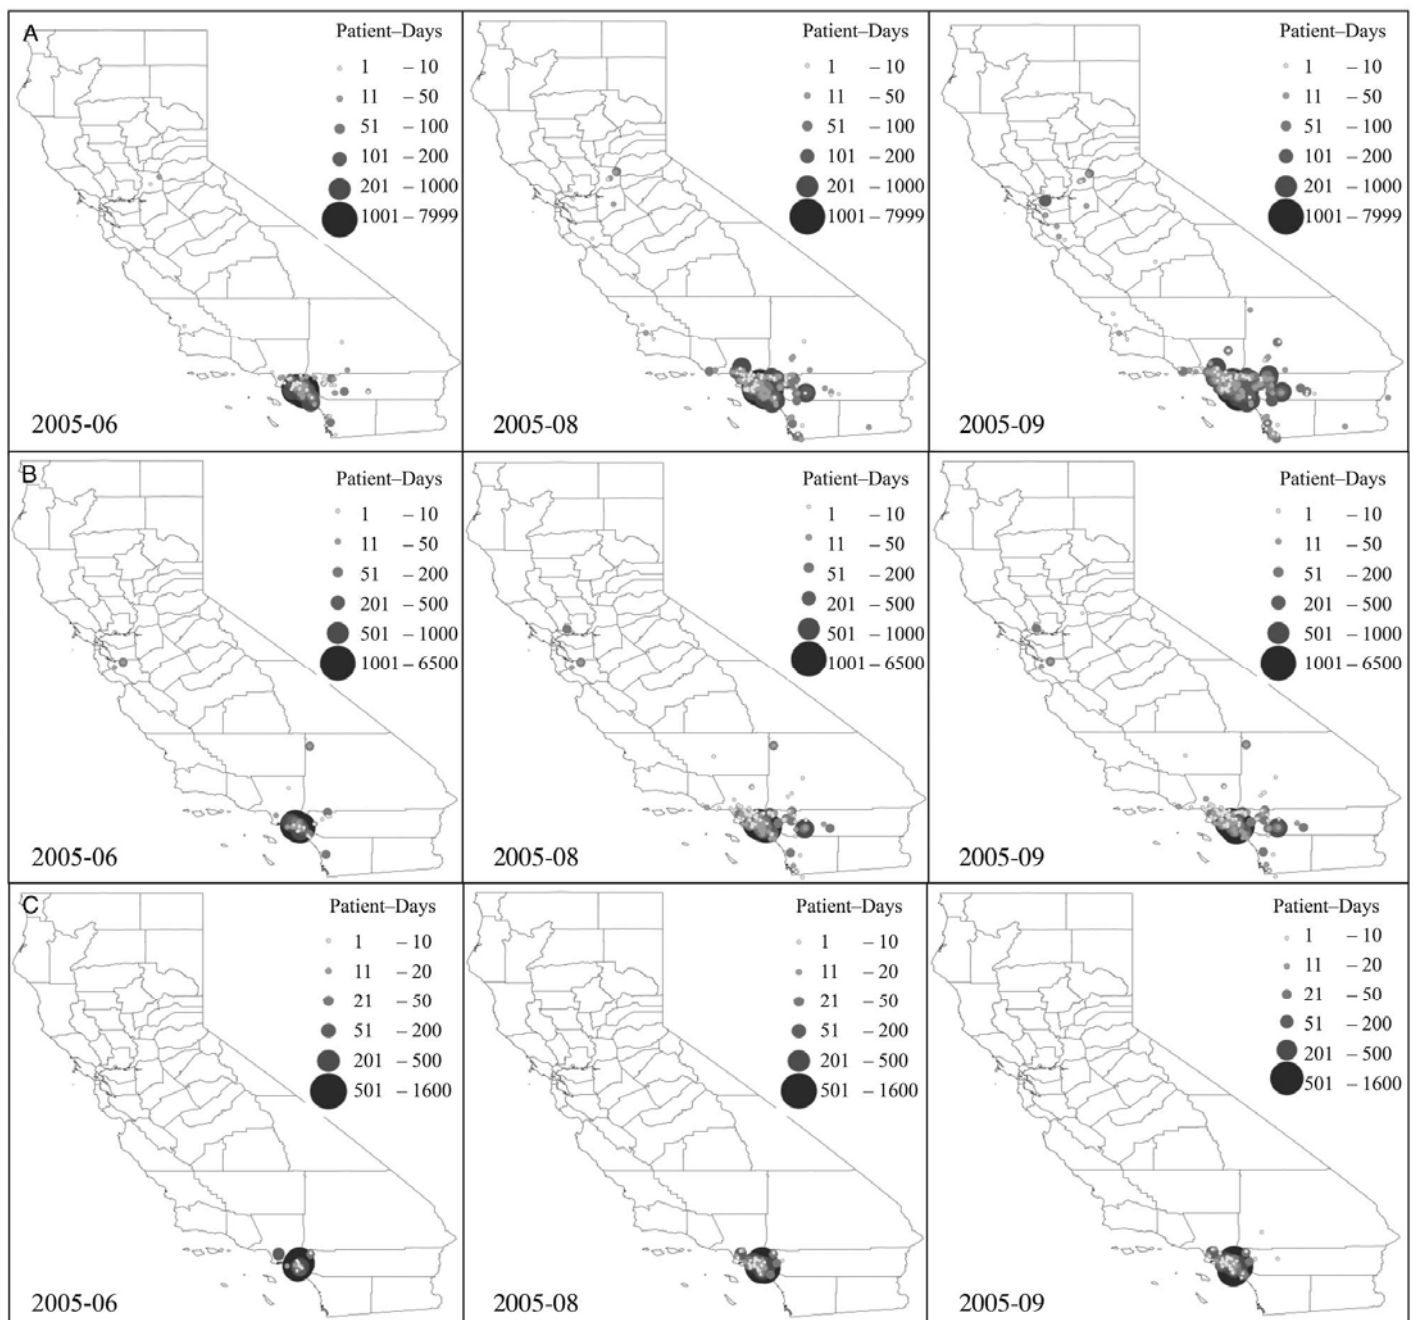 A
Patient–Days
1 – 10
11 – 50
51 – 100
101 – 200
201 – 1000
1001 – 7999
2005-06
Patient–Days
1 – 10
11 – 50
51 – 100
101 – 200
201 – 1000
1001 – 7999
2005-08
Patient–Days
1 – 10
11 – 50
51 – 100
101 – 200
201 – 1000
1001 – 7999
2005-09
B
Patient–Days
1 – 10
11 – 50
51 – 200
201 – 500
501 – 1000
1001 – 6500
2005-06
Patient–Days
1 – 10
11 – 50
51 – 200
201 – 500
501 – 1000
1001 – 6500
2005-08
Patient–Days
1 – 10
11 – 50
51 – 200
201 – 500
501 – 1000
1001 – 6500
2005-09
C
Patient–Days
1 – 10
11 – 20
21 – 50
51 – 200
201 – 500
501 – 1600
2005-06
Patient–Days
1 – 10
11 – 20
21 – 50
51 – 200
201 – 500
501 – 1600
2005-08
Patient–Days
1 – 10
11 – 20
21 – 50
51 – 200
201 – 500
501 – 1600
2005-09